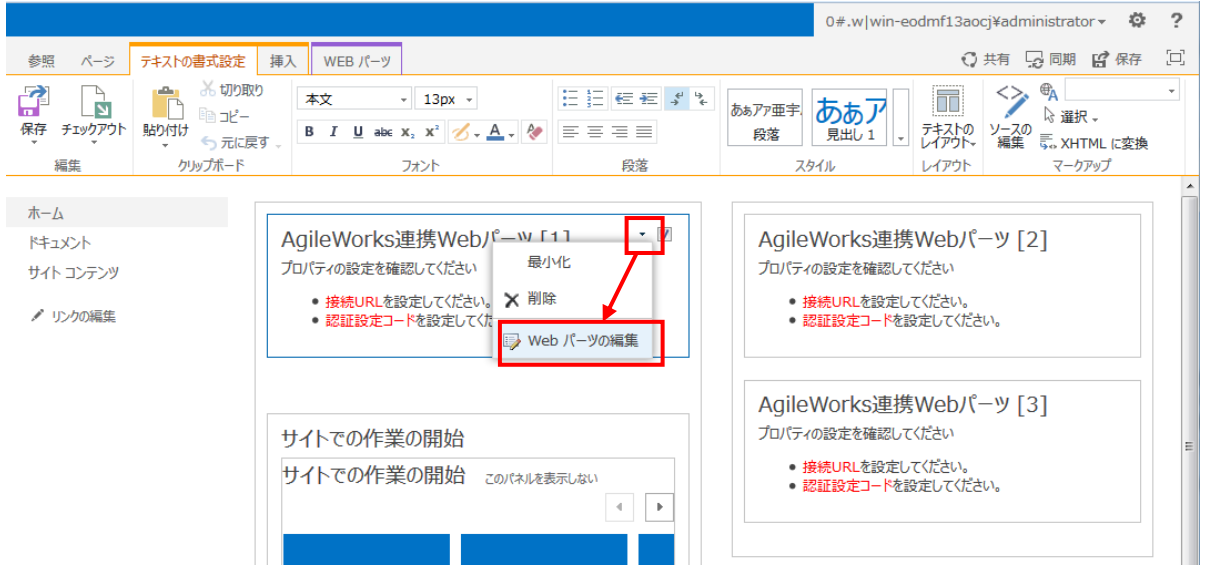 0#.w|win-eodmf13aocj¥administrator
?
参照 ページ テキストの書式設定 挿入 WEB パーツ
共有 同期 保存
保存
チェックアウト
編集
貼り付け
切り取り
コピー
元に戻す
クリップボード
本文 13px
B I U abc x₂ x²
A
フォント
段落
あぁアア亜宇.
段落
あぁア
見出し 1
スタイル
テキストの
レイアウト
レイアウト
ソースの
編集
選択
XHTML に変換
マークアップ
ホーム
ドキュメント
サイト コンテンツ
リンクの編集
AgileWorks連携Webパーツ [1]
プロパティの設定を確認してください
接続URLを設定してください。
認証設定コードを設定してくだ
最小化
削除
Web パーツの編集
サイトでの作業の開始
サイトでの作業の開始 このパネルを表示しない
AgileWorks連携Webパーツ [2]
プロパティの設定を確認してください
接続URLを設定してください。
認証設定コードを設定してください。
AgileWorks連携Webパーツ [3]
プロパティの設定を確認してください
接続URLを設定してください。
認証設定コードを設定してください。